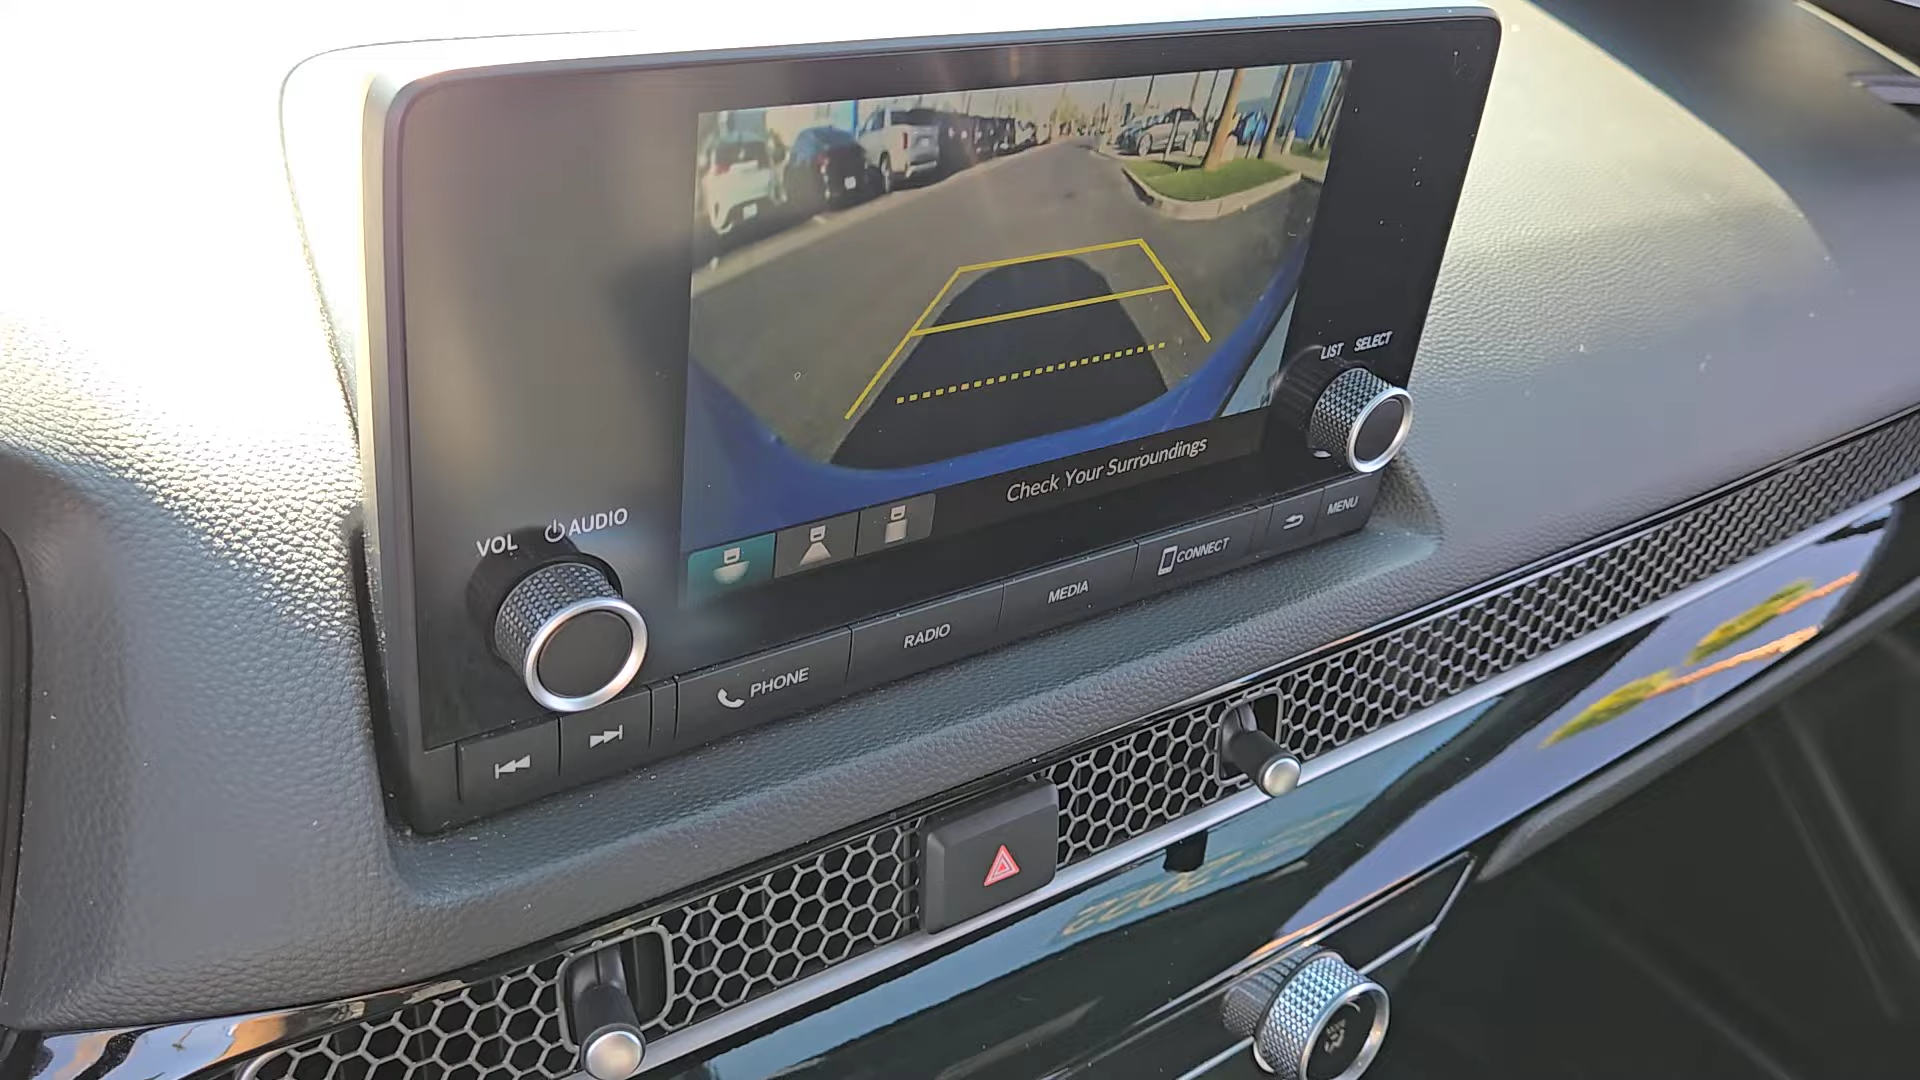 Check Your Surroundings
LIST SELECT
VOL AUDIO
PHONE
RADIO
MEDIA
CONNECT
MENU